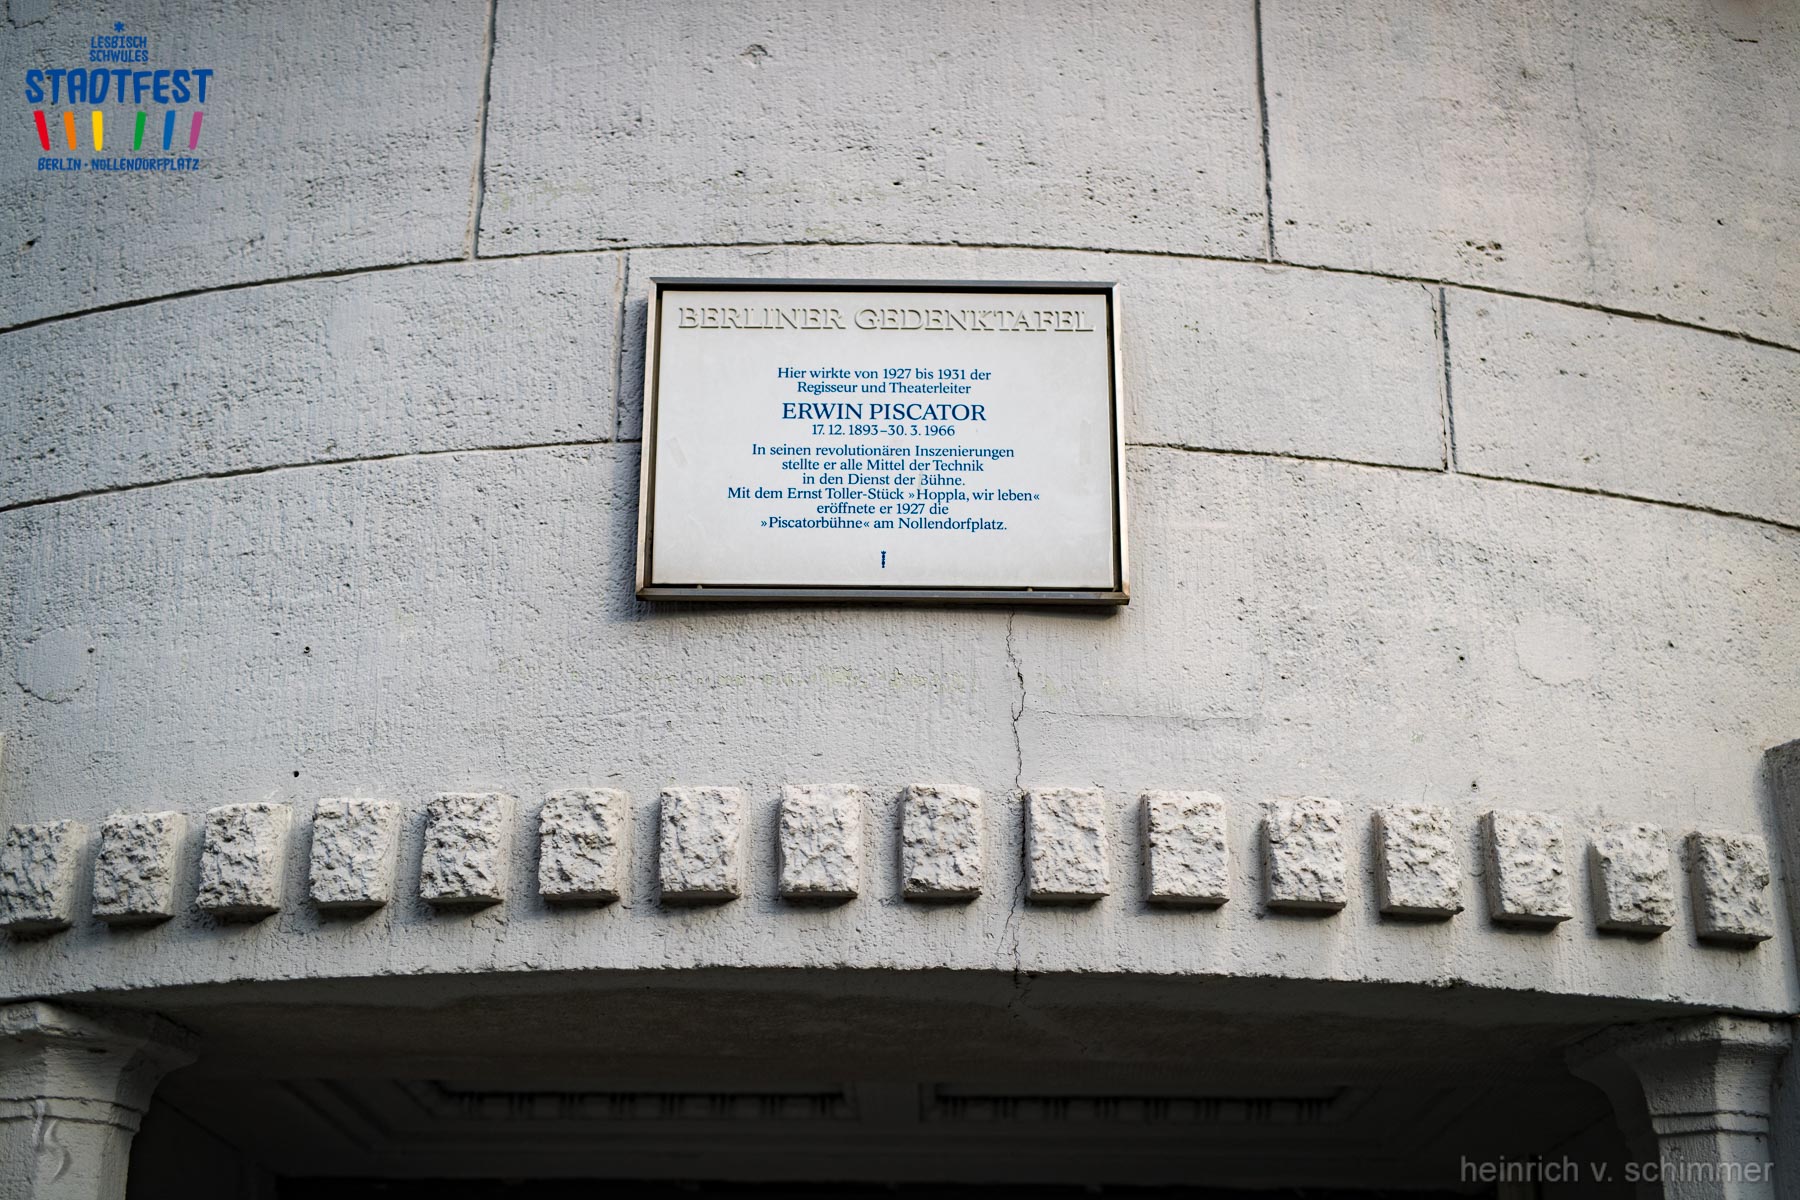 LESBISCH
SCHWULES
STADTFEST
BERLIN · NOLLENDORFPLATZ
BERLINER GEDENKTAFEL
Hier wirkte von 1927 bis 1931 der
Regisseur und Theaterleiter
ERWIN PISCATOR
17. 12. 1893–30. 3. 1966
In seinen revolutionären Inszenierungen
stellte er alle Mittel der Technik
in den Dienst der Bühne.
Mit dem Ernst Toller-Stück »Hoppla, wir leben«
eröffnete er 1927 die
»Piscatorbühne« am Nollendorfplatz.
heinrich v. schimmer